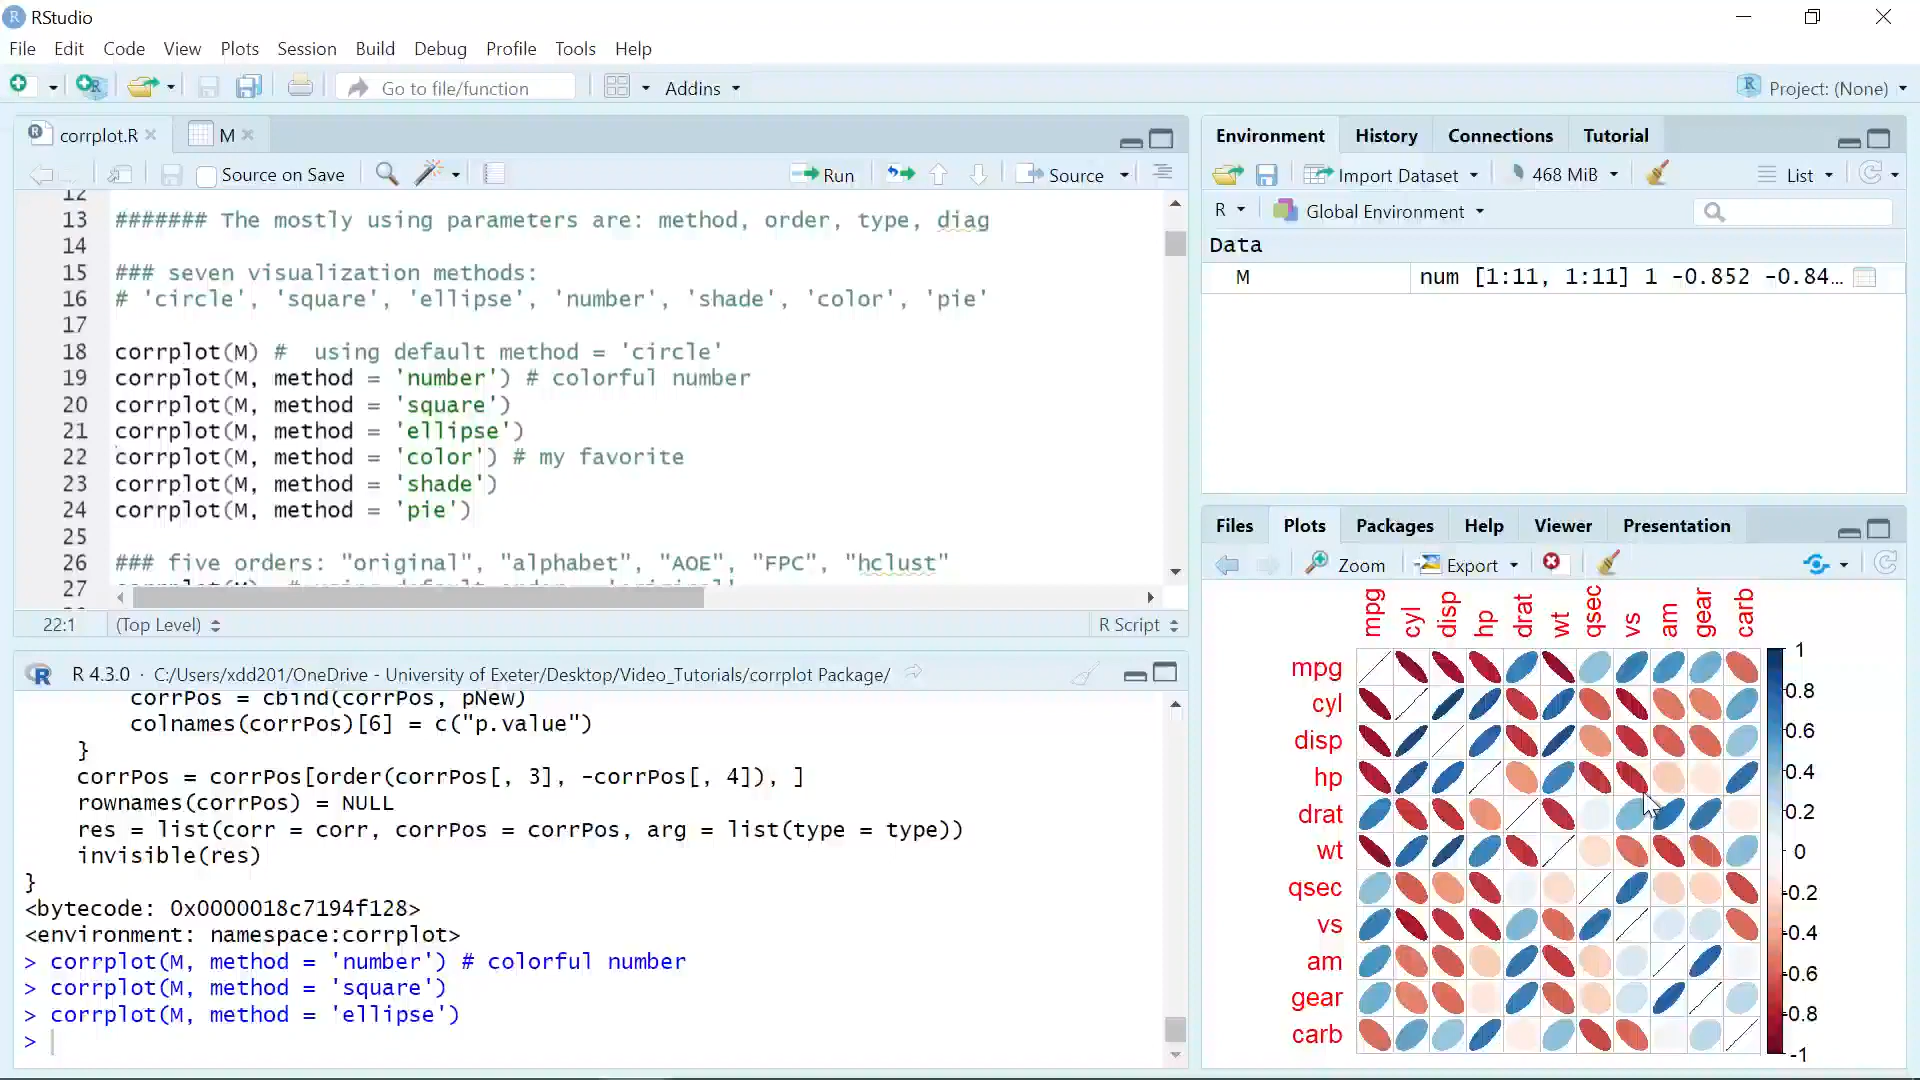 RStudio
File Edit Code View Plots Session Build Debug Profile Tools Help
Go to file/function
Addins
Project: (None)
corrplot.R
M
Source on Save
Run
Source
12
13 ####### The mostly using parameters are: method, order, type, diag
14
15 ### seven visualization methods:
16 # 'circle', 'square', 'ellipse', 'number', 'shade', 'color', 'pie'
17
18 corrplot(M) #  using default method = 'circle'
19 corrplot(M, method = 'number') # colorful number
20 corrplot(M, method = 'square')
21 corrplot(M, method = 'ellipse')
22 corrplot(M, method = 'color') # my favorite
23 corrplot(M, method = 'shade')
24 corrplot(M, method = 'pie')
25
26 ### five orders: "original", "alphabet", "AOE", "FPC", "hclust"
27
22:1 (Top Level) R Script
R 4.3.0 · C:/Users/xdd201/OneDrive - University of Exeter/Desktop/Video_Tutorials/corrplot Package/
corrPos = cbind(corrPos, pNew)
colnames(corrPos)[6] = c("p.value")
}
corrPos = corrPos[order(corrPos[, 3], -corrPos[, 4]), ]
rownames(corrPos) = NULL
res = list(corr = corr, corrPos = corrPos, arg = list(type = type))
invisible(res)
}
<bytecode: 0x0000018c7194f128>
<environment: namespace:corrplot>
> corrplot(M, method = 'number') # colorful number
> corrplot(M, method = 'square')
> corrplot(M, method = 'ellipse')
>
Environment History Connections Tutorial
Import Dataset 468 MiB List
R Global Environment
Data
M num [1:11, 1:11] 1 -0.852 -0.84...
Files Plots Packages Help Viewer Presentation
Zoom Export
mpg cyl disp hp drat wt qsec vs am gear carb
mpg
cyl
disp
hp
drat
wt
qsec
vs
am
gear
carb
1
0.8
0.6
0.4
0.2
0
-0.2
-0.4
-0.6
-0.8
-1